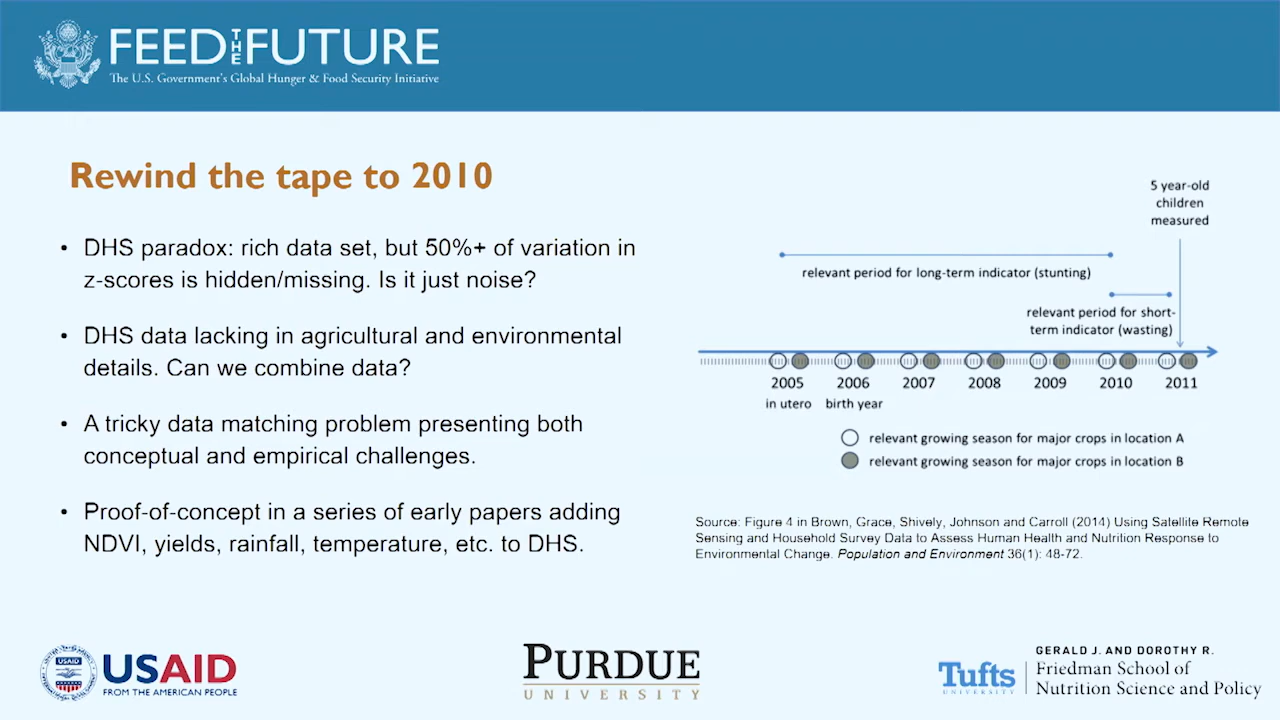 FEED THE FUTURE
The U.S. Government's Global Hunger & Food Security Initiative
Rewind the tape to 2010
• DHS paradox: rich data set, but 50%+ of variation in
z-scores is hidden/missing. Is it just noise?
• DHS data lacking in agricultural and environmental
details. Can we combine data?
• A tricky data matching problem presenting both
conceptual and empirical challenges.
• Proof-of-concept in a series of early papers adding
NDVI, yields, rainfall, temperature, etc. to DHS.
5 year-old
children
measured
relevant period for long-term indicator (stunting)
relevant period for short-
term indicator (wasting)
2005 2006 2007 2008 2009 2010 2011
in utero birth year
relevant growing season for major crops in location A
relevant growing season for major crops in location B
Source: Figure 4 in Brown, Grace, Shively, Johnson and Carroll (2014) Using Satellite Remote
Sensing and Household Survey Data to Assess Human Health and Nutrition Response to
Environmental Change. Population and Environment 36(1): 48-72.
USAID
USAID
FROM THE AMERICAN PEOPLE
PURDUE
UNIVERSITY
Tufts
UNIVERSITY
GERALD J. AND DOROTHY R.
Friedman School of
Nutrition Science and Policy